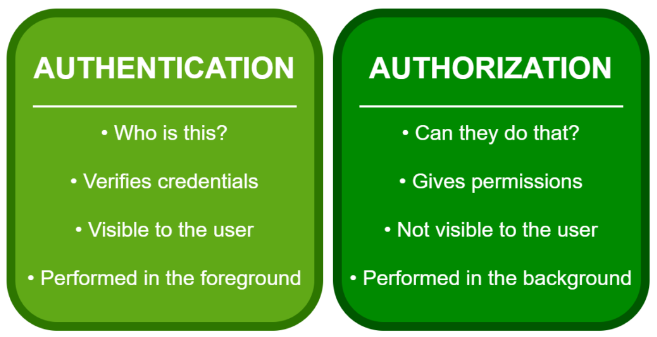 AUTHENTICATION
• Who is this?
• Verifies credentials
• Visible to the user
• Performed in the foreground
AUTHORIZATION
• Can they do that?
• Gives permissions
• Not visible to the user
• Performed in the background